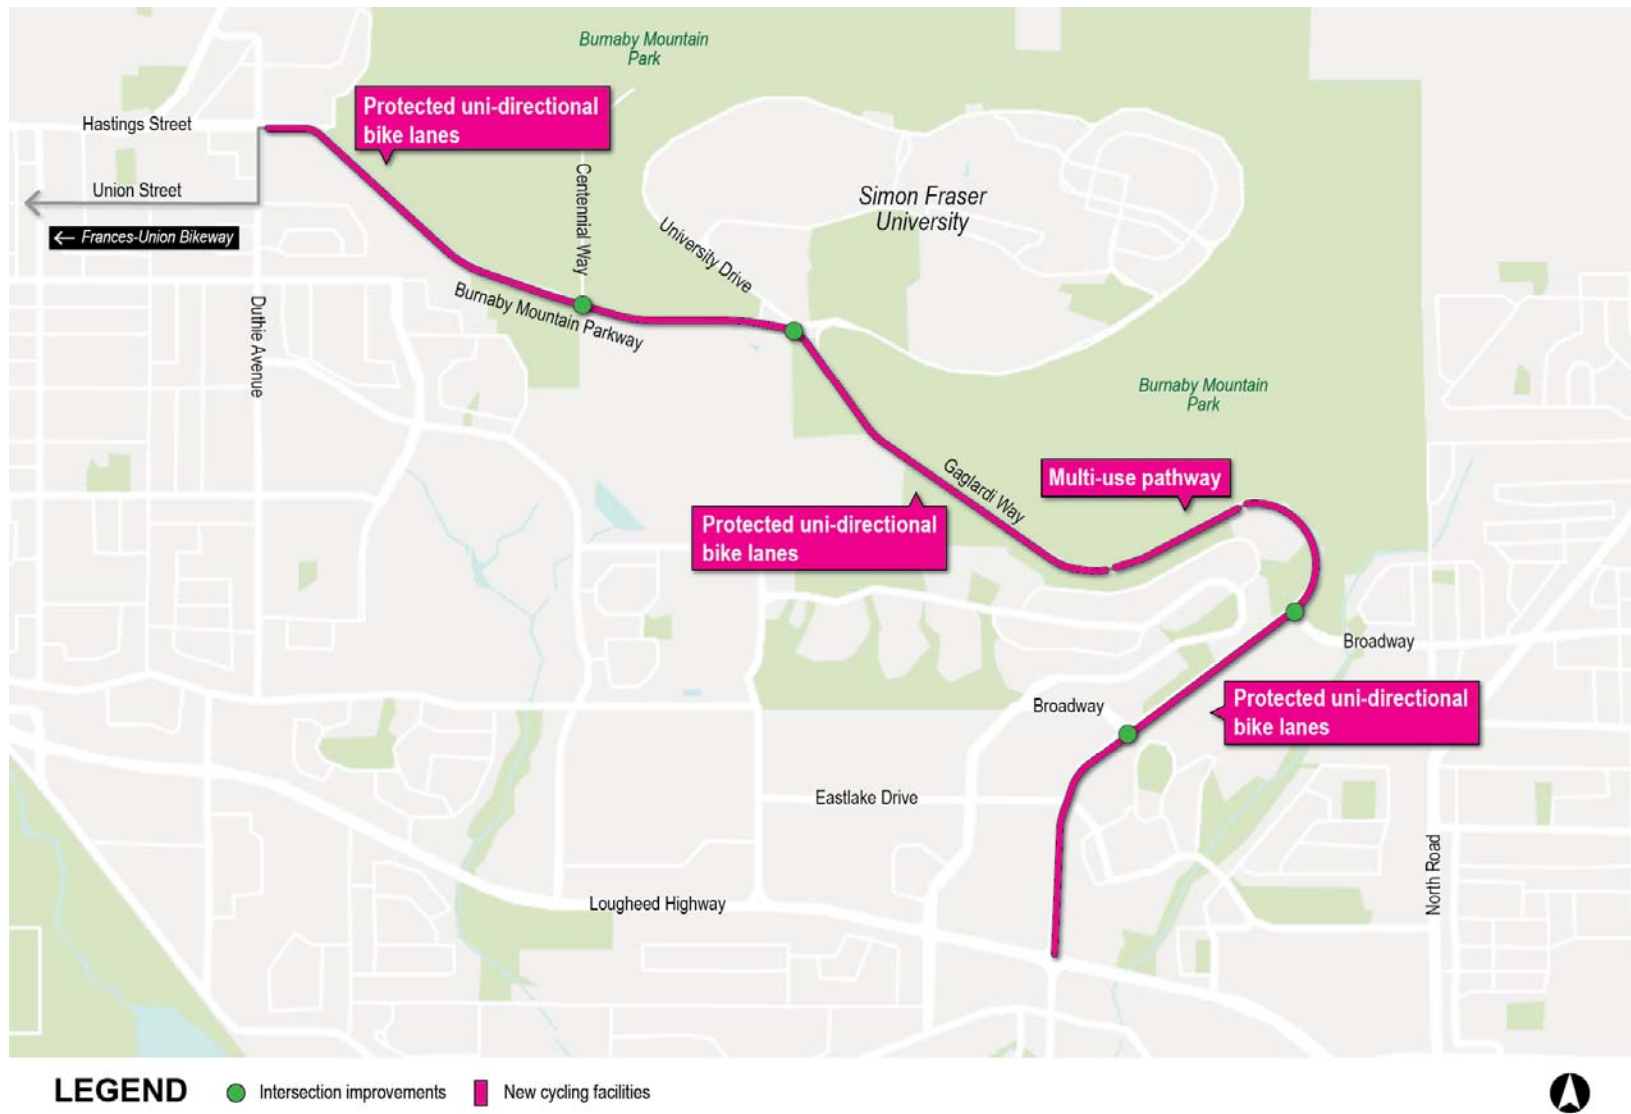 Burnaby Mountain
Park
Protected uni-directional
bike lanes
Hastings Street
Union Street
← Frances-Union Bikeway
Centennial Way
University Drive
Simon Fraser
University
Burnaby Mountain Parkway
Duthie Avenue
Burnaby Mountain
Park
Gaglardi Way
Multi-use pathway
Protected uni-directional
bike lanes
Broadway
Protected uni-directional
bike lanes
Broadway
Eastlake Drive
North Road
Lougheed Highway
LEGEND
Intersection improvements
New cycling facilities